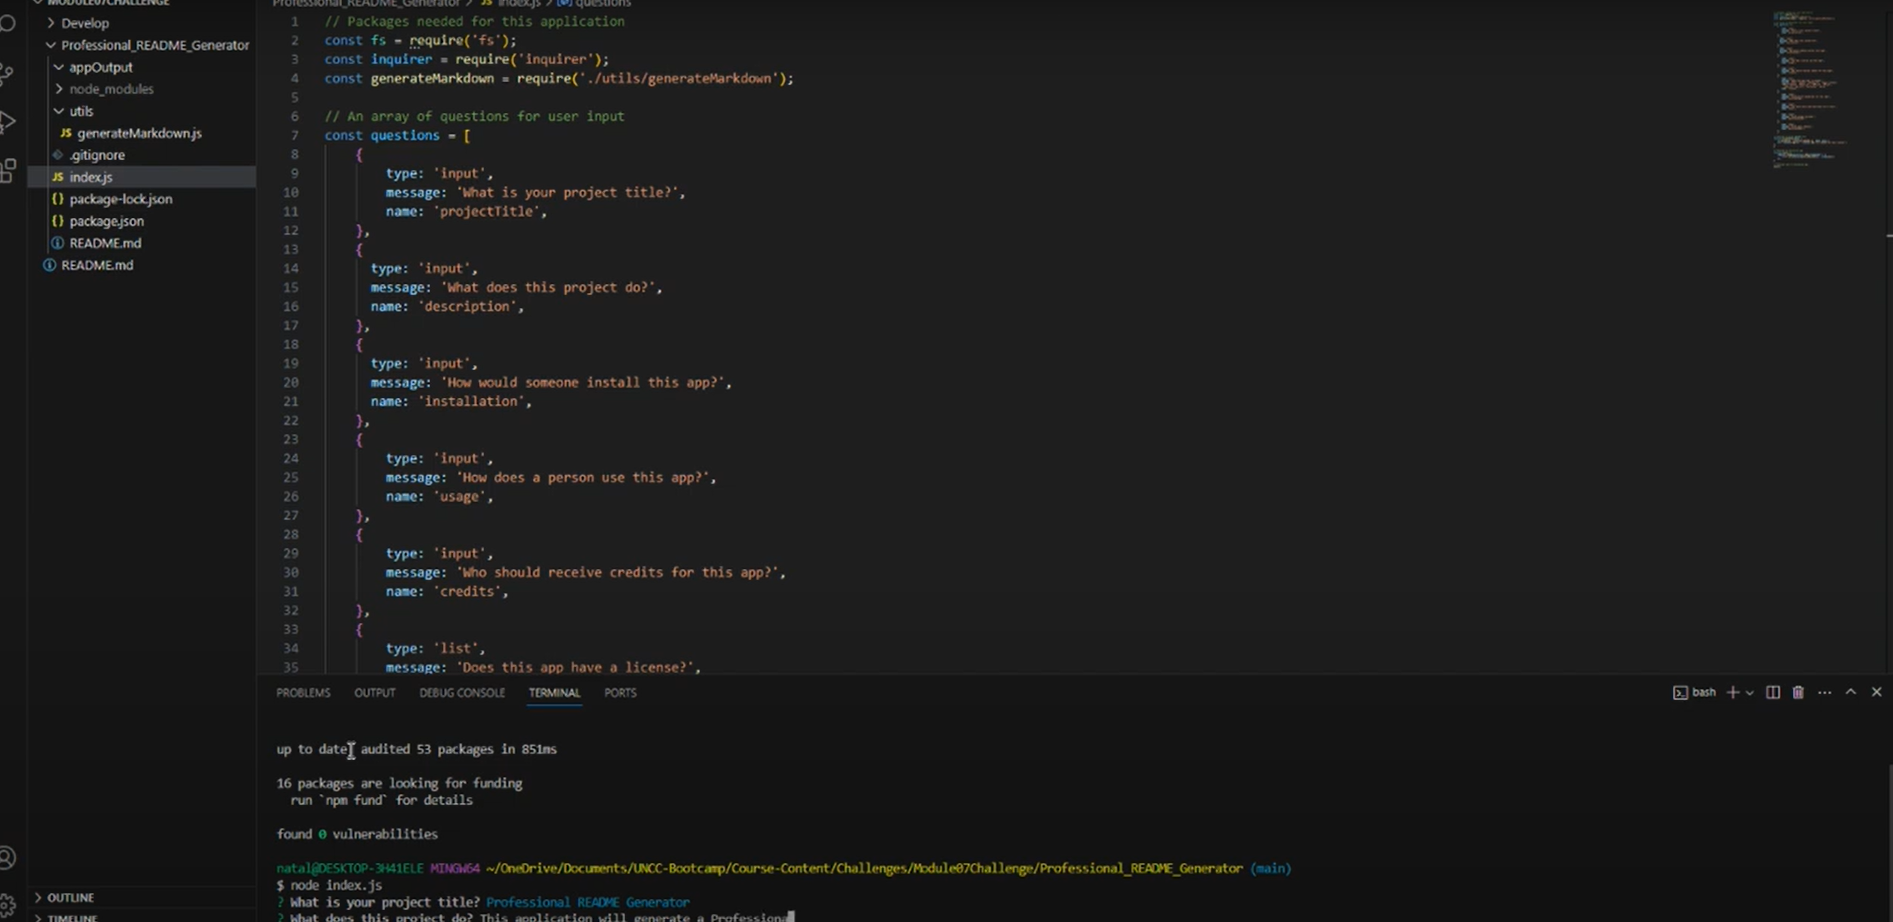 MODULE07CHALLENGE
Develop
Professional_README_Generator
appOutput
node_modules
utils
JS generateMarkdown.js
.gitignore
JS index.js
{} package-lock.json
{} package.json
README.md
README.md
OUTLINE
TIMELINE
Professional_README_Generator > JS index.js > questions
1 // Packages needed for this application
2 const fs = require('fs');
3 const inquirer = require('inquirer');
4 const generateMarkdown = require('./utils/generateMarkdown');
5
6 // An array of questions for user input
7 const questions = [
8 {
9 type: 'input',
10 message: 'What is your project title?',
11 name: 'projectTitle',
12 },
13 {
14 type: 'input',
15 message: 'What does this project do?',
16 name: 'description',
17 },
18 {
19 type: 'input',
20 message: 'How would someone install this app?',
21 name: 'installation',
22 },
23 {
24 type: 'input',
25 message: 'How does a person use this app?',
26 name: 'usage',
27 },
28 {
29 type: 'input',
30 message: 'Who should receive credits for this app?',
31 name: 'credits',
32 },
33 {
34 type: 'list',
35 message: 'Does this app have a license?',
PROBLEMS OUTPUT DEBUG CONSOLE TERMINAL PORTS
bash
up to date, audited 53 packages in 851ms
16 packages are looking for funding
run `npm fund` for details
found 0 vulnerabilities
natal@DESKTOP-3H41ELE MINGW64 ~/OneDrive/Documents/UNCC-Bootcamp/Course-Content/Challenges/Module07Challenge/Professional_README_Generator (main)
$ node index.js
? What is your project title? Professional README Generator
? What does this project do? This application will generate a Professiona